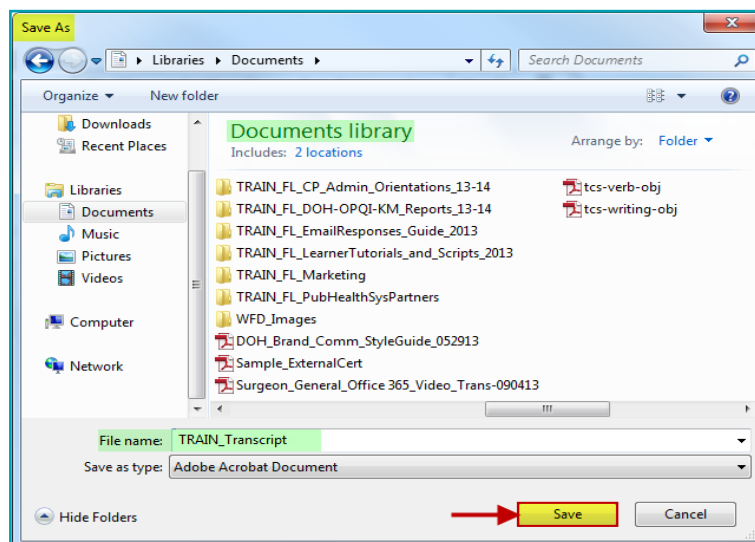 Save As
Libraries Documents
Search Documents
Organize New folder
Downloads
Recent Places
Libraries
Documents
Music
Pictures
Videos
Computer
Network
Documents library
Includes: 2 locations
Arrange by: Folder
TRAIN_FL_CP_Admin_Orientations_13-14
TRAIN_FL_DOH-OPQI-KM_Reports_13-14
TRAIN_FL_EmailResponses_Guide_2013
TRAIN_FL_LearnerTutorials_and_Scripts_2013
TRAIN_FL_Marketing
TRAIN_FL_PubHealthSysPartners
WFD_Images
DOH_Brand_Comm_StyleGuide_052913
Sample_ExternalCert
Surgeon_General_Office 365_Video_Trans-090413
tcs-verb-obj
tcs-writing-obj
File name: TRAIN_Transcript
Save as type: Adobe Acrobat Document
Hide Folders
Save
Cancel